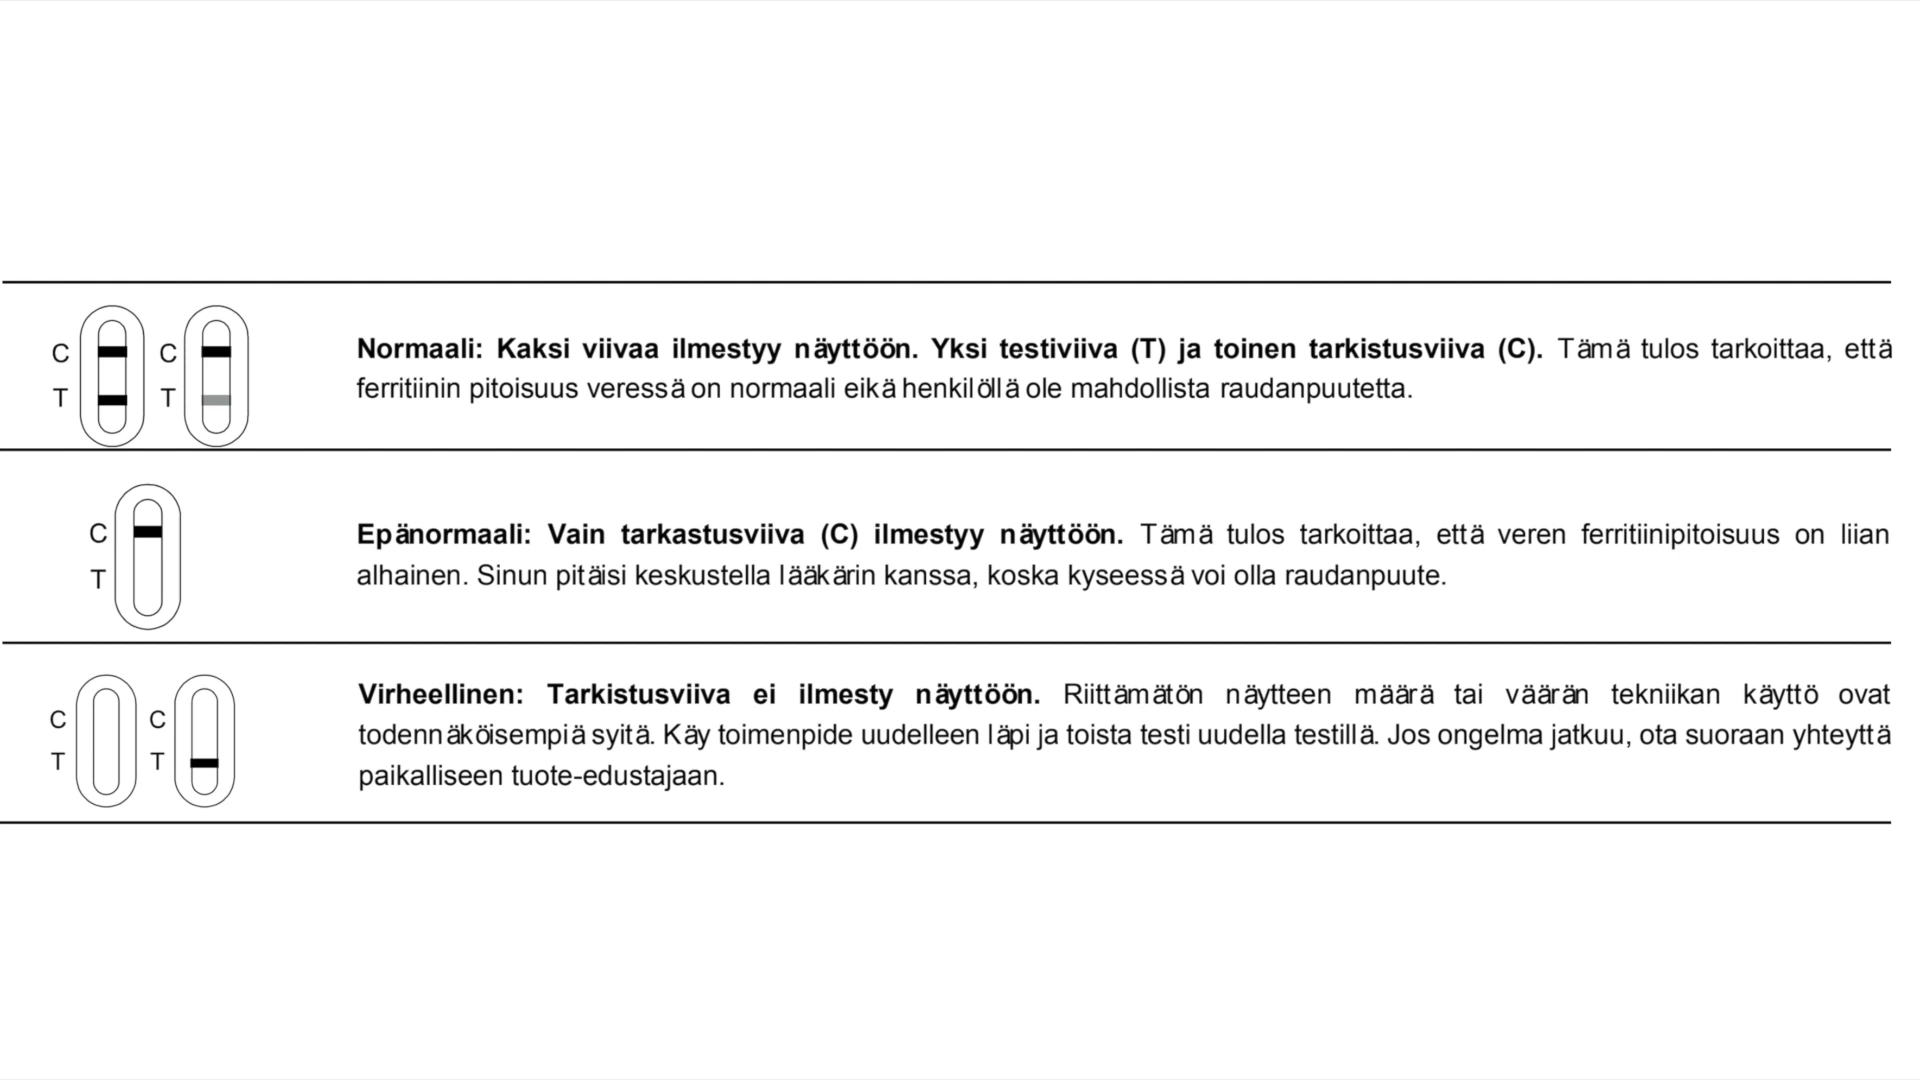 C
T
C
T
Normaali: Kaksi viivaa ilmestyy näyttöön. Yksi testiviiva (T) ja toinen tarkistusviiva (C). Tämä tulos tarkoittaa, että
ferritiinin pitoisuus veressä on normaali eikä henkilöllä ole mahdollista raudanpuutetta.
C
T
Epänormaali: Vain tarkastusviiva (C) ilmestyy näyttöön. Tämä tulos tarkoittaa, että veren ferritiinipitoisuus on liian
alhainen. Sinun pitäisi keskustella lääkärin kanssa, koska kyseessä voi olla raudanpuute.
C
T
C
T
Virheellinen: Tarkistusviiva ei ilmesty näyttöön. Riittämätön näytteen määrä tai väärän tekniikan käyttö ovat
todennäköisempiä syitä. Käy toimenpide uudelleen läpi ja toista testi uudella testillä. Jos ongelma jatkuu, ota suoraan yhteyttä
paikalliseen tuote-edustajaan.